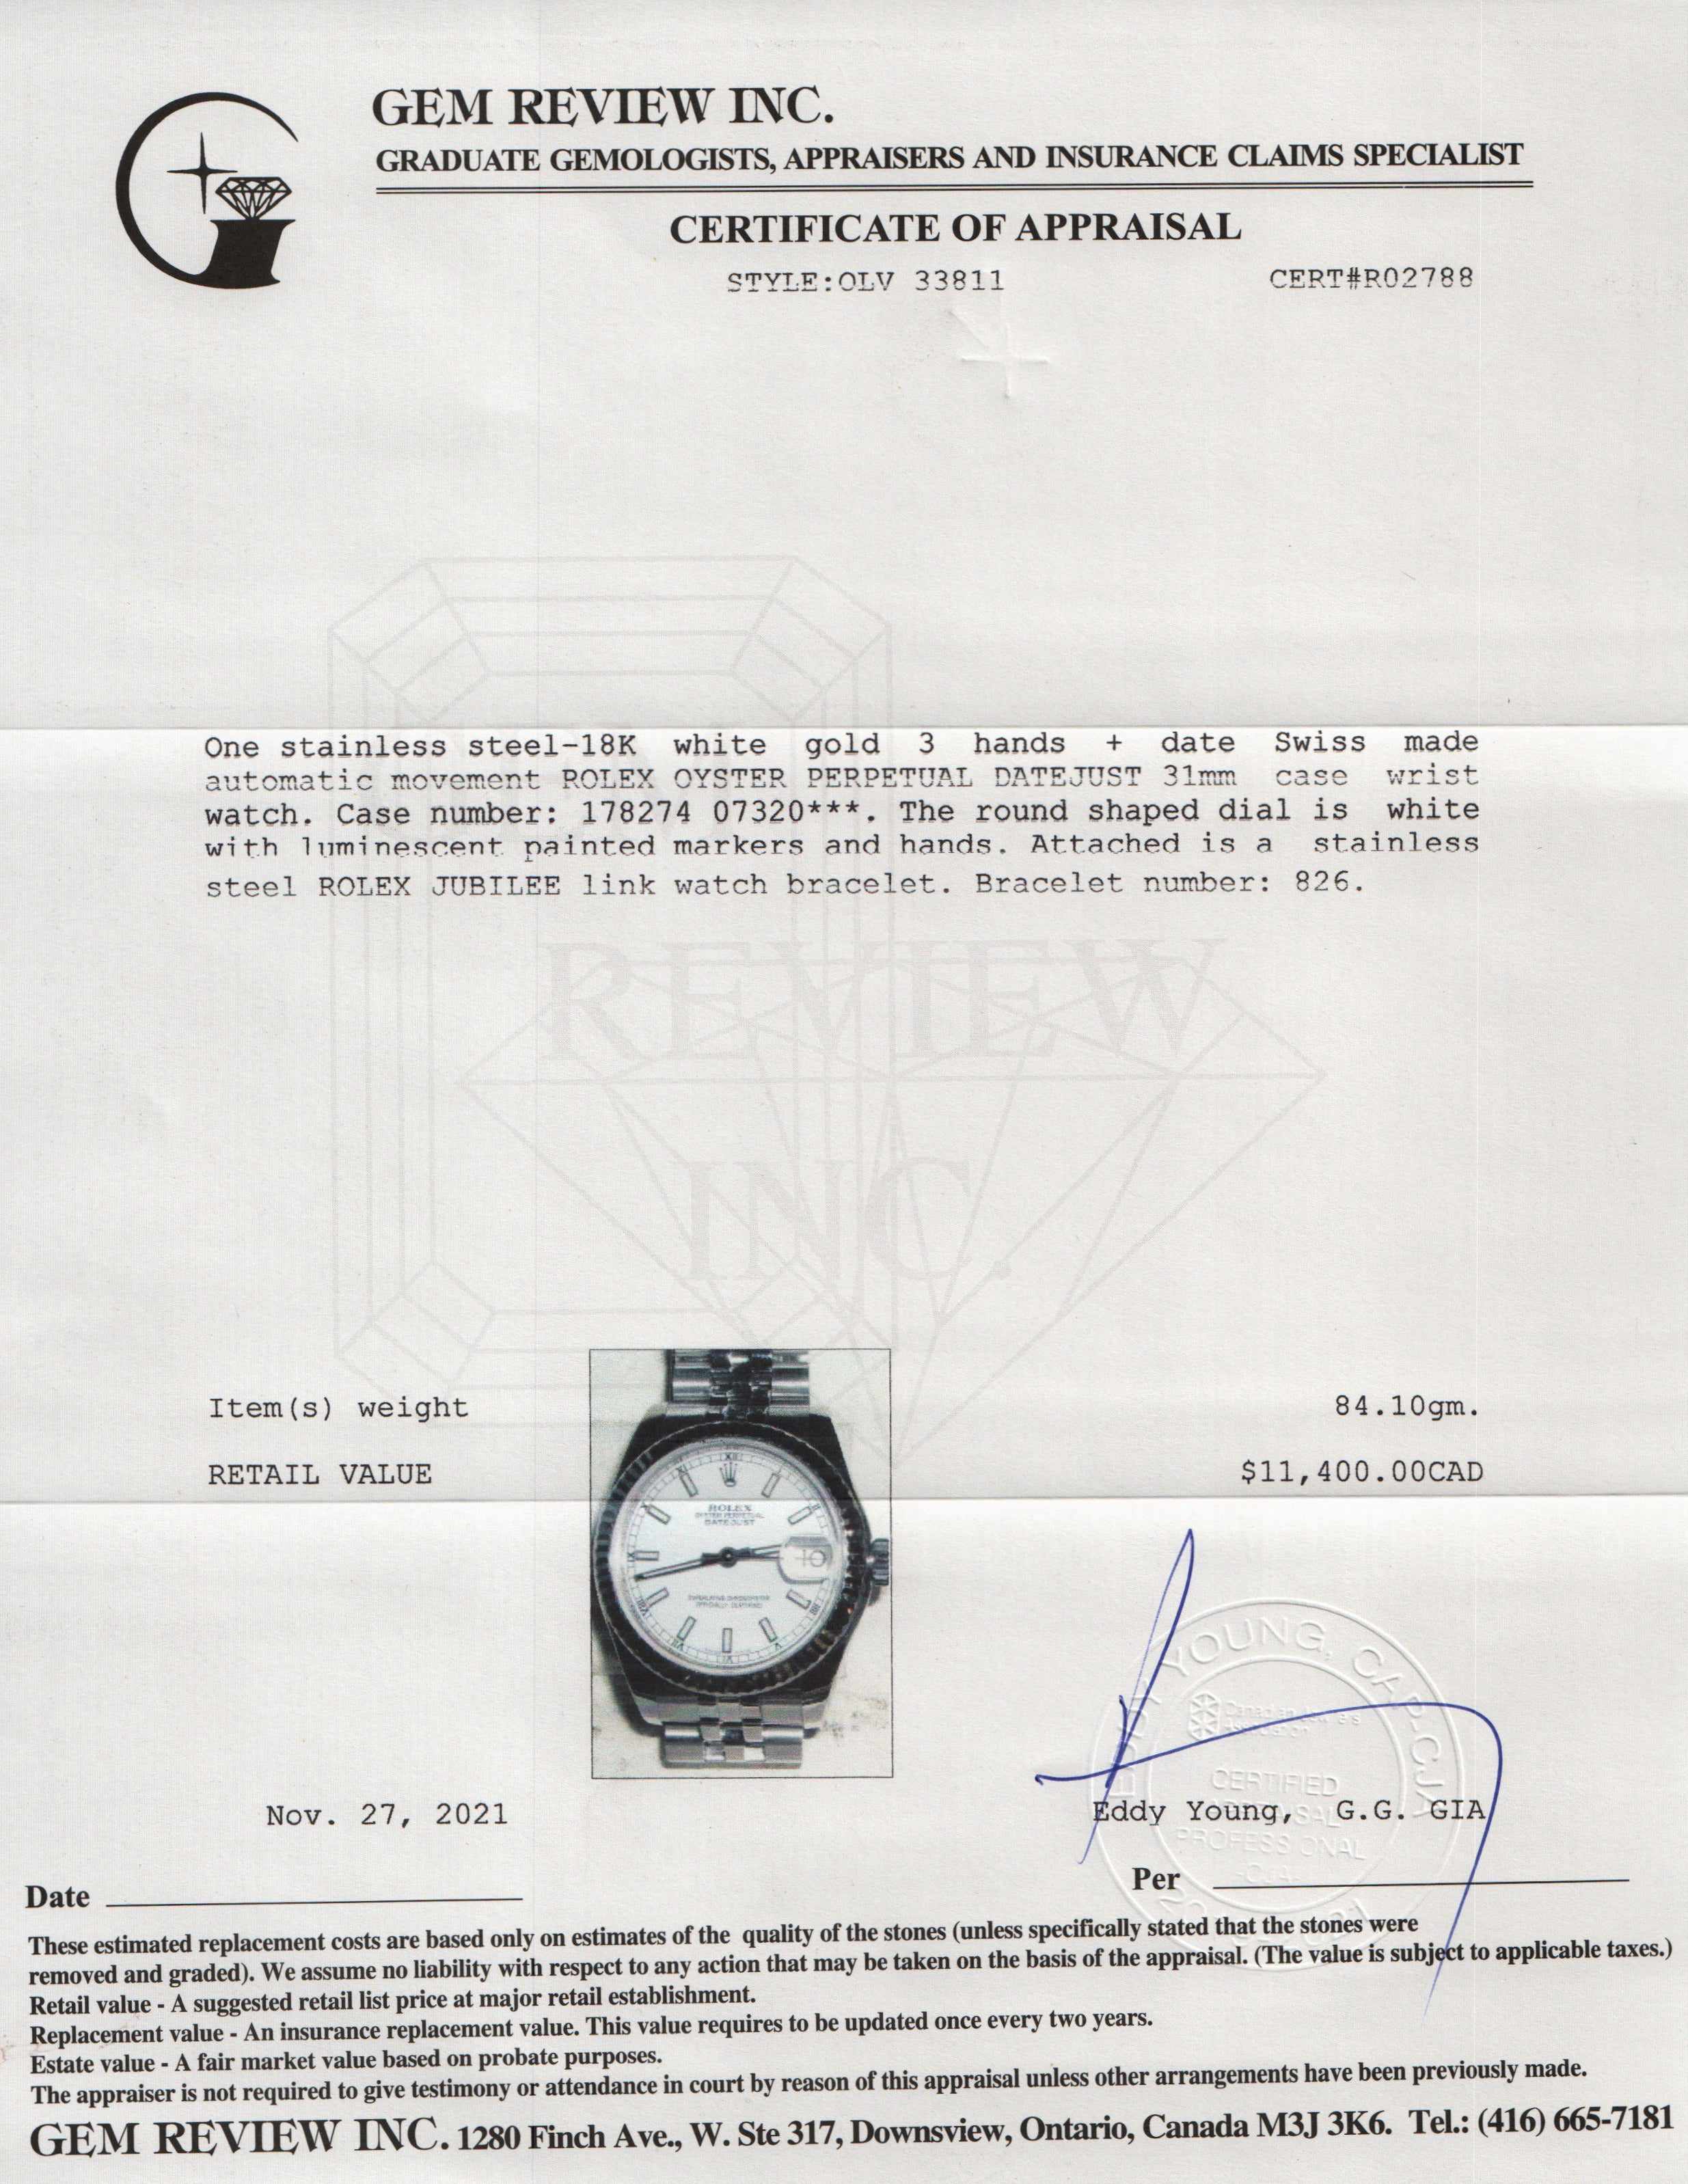 GEM REVIEW INC.
GRADUATE GEMOLOGISTS, APPRAISERS AND INSURANCE CLAIMS SPECIALIST
CERTIFICATE OF APPRAISAL
STYLE:OLV 33811
CERT#R02788
One stainless steel-18K white gold 3 hands + date Swiss made
automatic movement ROLEX OYSTER PERPETUAL DATEJUST 31mm case wrist
watch. Case number: 178274 07320***. The round shaped dial is white
with luminescent painted markers and hands. Attached is a stainless
steel ROLEX JUBILEE link watch bracelet. Bracelet number: 826.
REVIEW
INC.
Item(s) weight
84.10gm.
RETAIL VALUE
$11,400.00CAD
ROLEX
OYSTER PERPETUAL
DATEJUST
YOUNG, CAP-CJA
CERTIFIED
PROFESSIONAL
Nov. 27, 2021
Eddy Young, G.G. GIA
Date
Per
These estimated replacement costs are based only on estimates of the quality of the stones (unless specifically stated that the stones were
removed and graded). We assume no liability with respect to any action that may be taken on the basis of the appraisal. (The value is subject to applicable taxes.)
Retail value - A suggested retail list price at major retail establishment.
Replacement value - An insurance replacement value. This value requires to be updated once every two years.
Estate value - A fair market value based on probate purposes.
The appraiser is not required to give testimony or attendance in court by reason of this appraisal unless other arrangements have been previously made.
GEM REVIEW INC. 1280 Finch Ave., W. Ste 317, Downsview, Ontario, Canada M3J 3K6. Tel.: (416) 665-7181